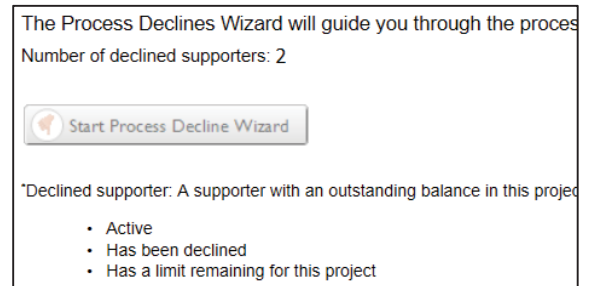 The Process Declines Wizard will guide you through the proces
Number of declined supporters: 2
Start Process Decline Wizard
*Declined supporter: A supporter with an outstanding balance in this projec
• Active
• Has been declined
• Has a limit remaining for this project